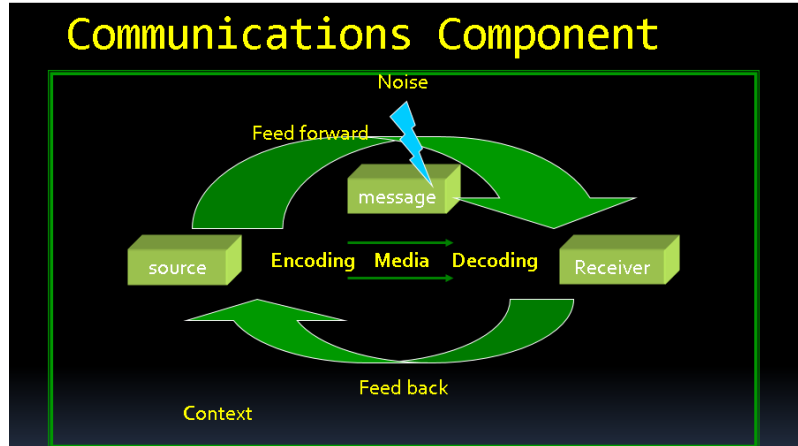 Communications Component
Noise
Feed forward
message
source
Encoding Media Decoding
Receiver
Feed back
Context